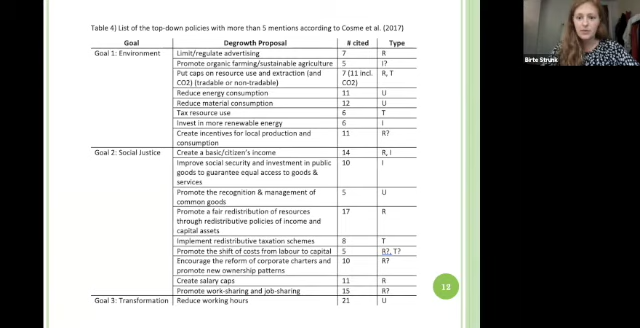 Table 4) List of the top-down policies with more than 5 mentions according to Cosme et al. (2017)
Goal Degrowth Proposal # cited Type
Goal 1: Environment Limit/regulate advertising 7 R
Promote organic farming/sustainable agriculture 5 I?
Put caps on resource use and extraction (and 7 (11 incl. R, T
CO2) (tradable or non-tradable) CO2)
Reduce energy consumption 11 U
Reduce material consumption 12 U
Tax resource use 6 T
Invest in more renewable energy 6 I
Create incentives for local production and 11 R?
consumption
Goal 2: Social Justice Create a basic/citizen's income 14 R, I
Improve social security and investment in public 10 I
goods to guarantee equal access to goods &
services
Promote the recognition & management of 5 U
common goods
Promote a fair redistribution of resources 17 R
through redistributive policies of income and
capital assets
Implement redistributive taxation schemes 8 T
Promote the shift of costs from labour to capital 5 R?, T?
Encourage the reform of corporate charters and 10 R?
promote new ownership patterns
Create salary caps 11 R
Promote work-sharing and job-sharing 15 R?
Goal 3: Transformation Reduce working hours 21 U
12
Birte Strunk